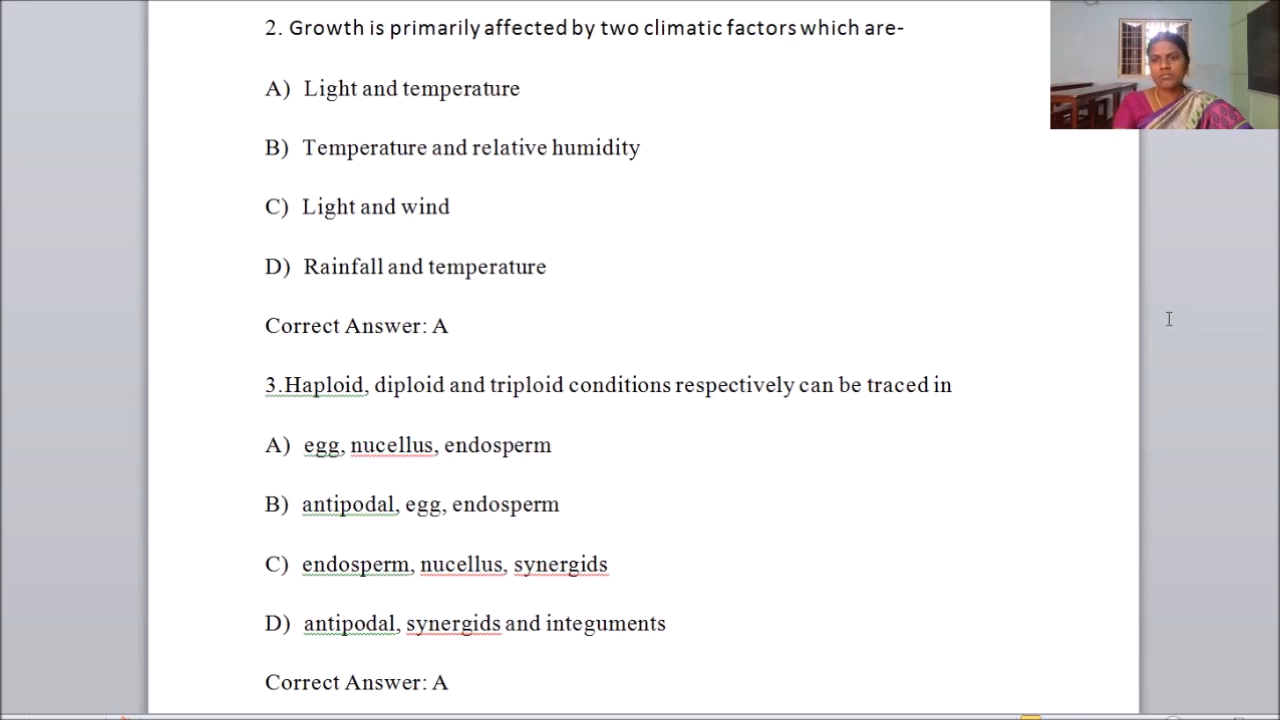 2. Growth is primarily affected by two climatic factors which are-
A) Light and temperature
B) Temperature and relative humidity
C) Light and wind
D) Rainfall and temperature
Correct Answer: A
3.Haploid, diploid and triploid conditions respectively can be traced in
A) egg, nucellus, endosperm
B) antipodal, egg, endosperm
C) endosperm, nucellus, synergids
D) antipodal, synergids and integuments
Correct Answer: A